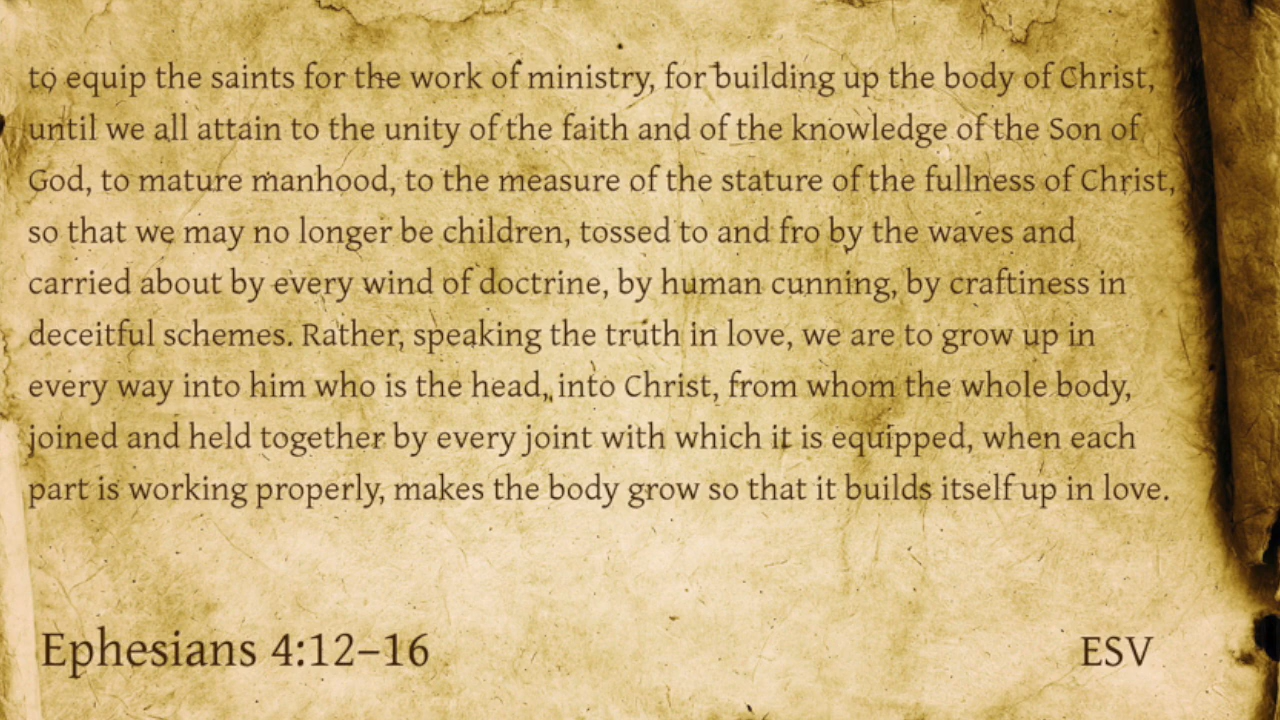 to equip the saints for the work of ministry, for building up the body of Christ,
until we all attain to the unity of the faith and of the knowledge of the Son of
God, to mature manhood, to the measure of the stature of the fullness of Christ,
so that we may no longer be children, tossed to and fro by the waves and
carried about by every wind of doctrine, by human cunning, by craftiness in
deceitful schemes. Rather, speaking the truth in love, we are to grow up in
every way into him who is the head, into Christ, from whom the whole body,
joined and held together by every joint with which it is equipped, when each
part is working properly, makes the body grow so that it builds itself up in love.
Ephesians 4:12–16 ESV